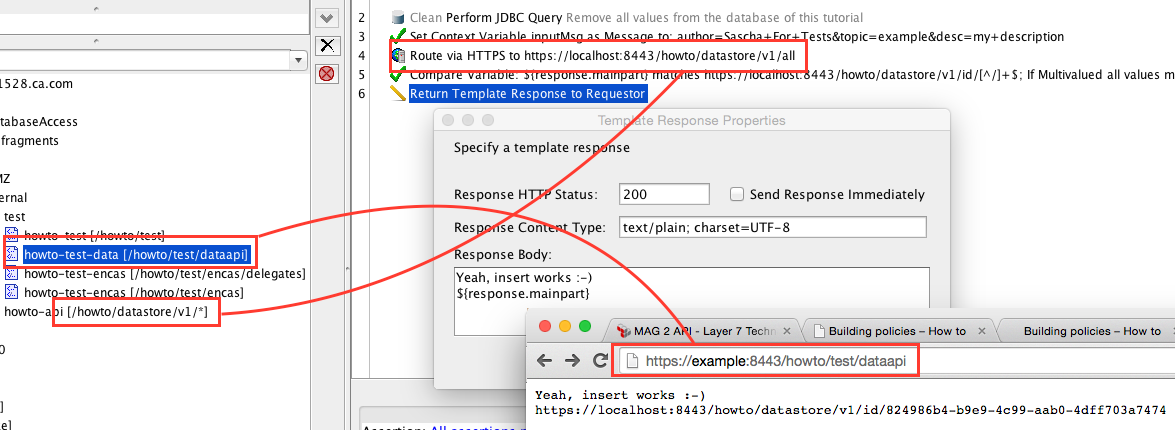 1528.ca.com
tabaseAccess
fragments
MZ
ernal
test
howto-test [/howto/test]
howto-test-data [/howto/test/dataapi]
howto-test-encas [/howto/test/encas/delegates]
howto-test-encas [/howto/test/encas]
howto-api [/howto/datastore/v1/*]
0
2 Clean Perform JDBC Query Remove all values from the database of this tutorial
3 Set Context Variable inputMsg as Message to: author=Sascha+For+Tests&topic=example&desc=my+description
4 Route via HTTPS to https://localhost:8443/howto/datastore/v1/all
5 Compare Variable: ${response.mainpart} matches https://localhost:8443/howto/datastore/v1/id/[^/]+$; If Multivalued all values m
6 Return Template Response to Requestor
Template Response Properties
Specify a template response
Response HTTP Status: 200 Send Response Immediately
Response Content Type: text/plain; charset=UTF-8
Response Body:
Yeah, insert works :-)
${response.mainpart}
MAG 2 API - Layer 7 Techn
Building policies – How to
Building policies – How to
https://example:8443/howto/test/dataapi
Yeah, insert works :-)
https://localhost:8443/howto/datastore/v1/id/824986b4-b9e9-4c99-aab0-4dff703a7474